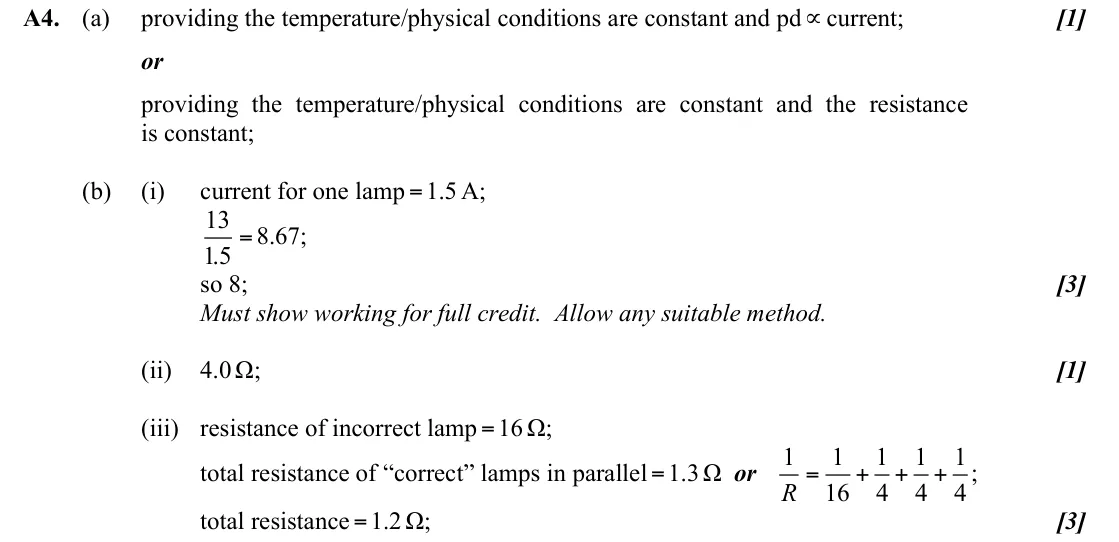 A4. (a) providing the temperature/physical conditions are constant and pd ∝ current; [1]
or
providing the temperature/physical conditions are constant and the resistance
is constant;
(b) (i) current for one lamp = 1.5 A;
13/1.5 = 8.67;
so 8; [3]
Must show working for full credit. Allow any suitable method.
(ii) 4.0 Ω; [1]
(iii) resistance of incorrect lamp = 16 Ω;
total resistance of “correct” lamps in parallel = 1.3 Ω or 1/R = 1/16 + 1/4 + 1/4 + 1/4;
total resistance = 1.2 Ω; [3]